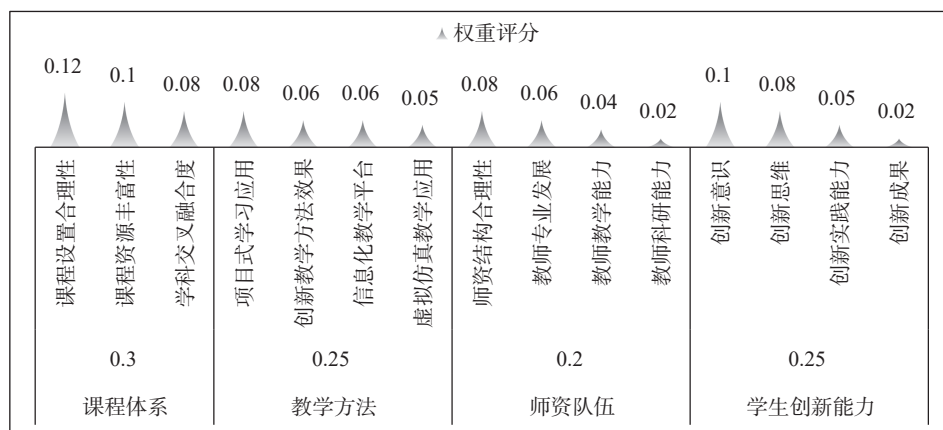 权重评分
0.12 0.1 0.08 0.08 0.06 0.06 0.05 0.08 0.06 0.04 0.02 0.1 0.08 0.05 0.02
课程设置合理性
课程资源丰富性
学科交叉融合度
项目式学习应用
创新教学方法效果
信息化教学平台
虚拟仿真教学应用
师资结构合理性
教师专业发展
教师教学能力
教师科研能力
创新意识
创新思维
创新实践能力
创新成果
0.3 0.25 0.2 0.25
课程体系 教学方法 师资队伍 学生创新能力